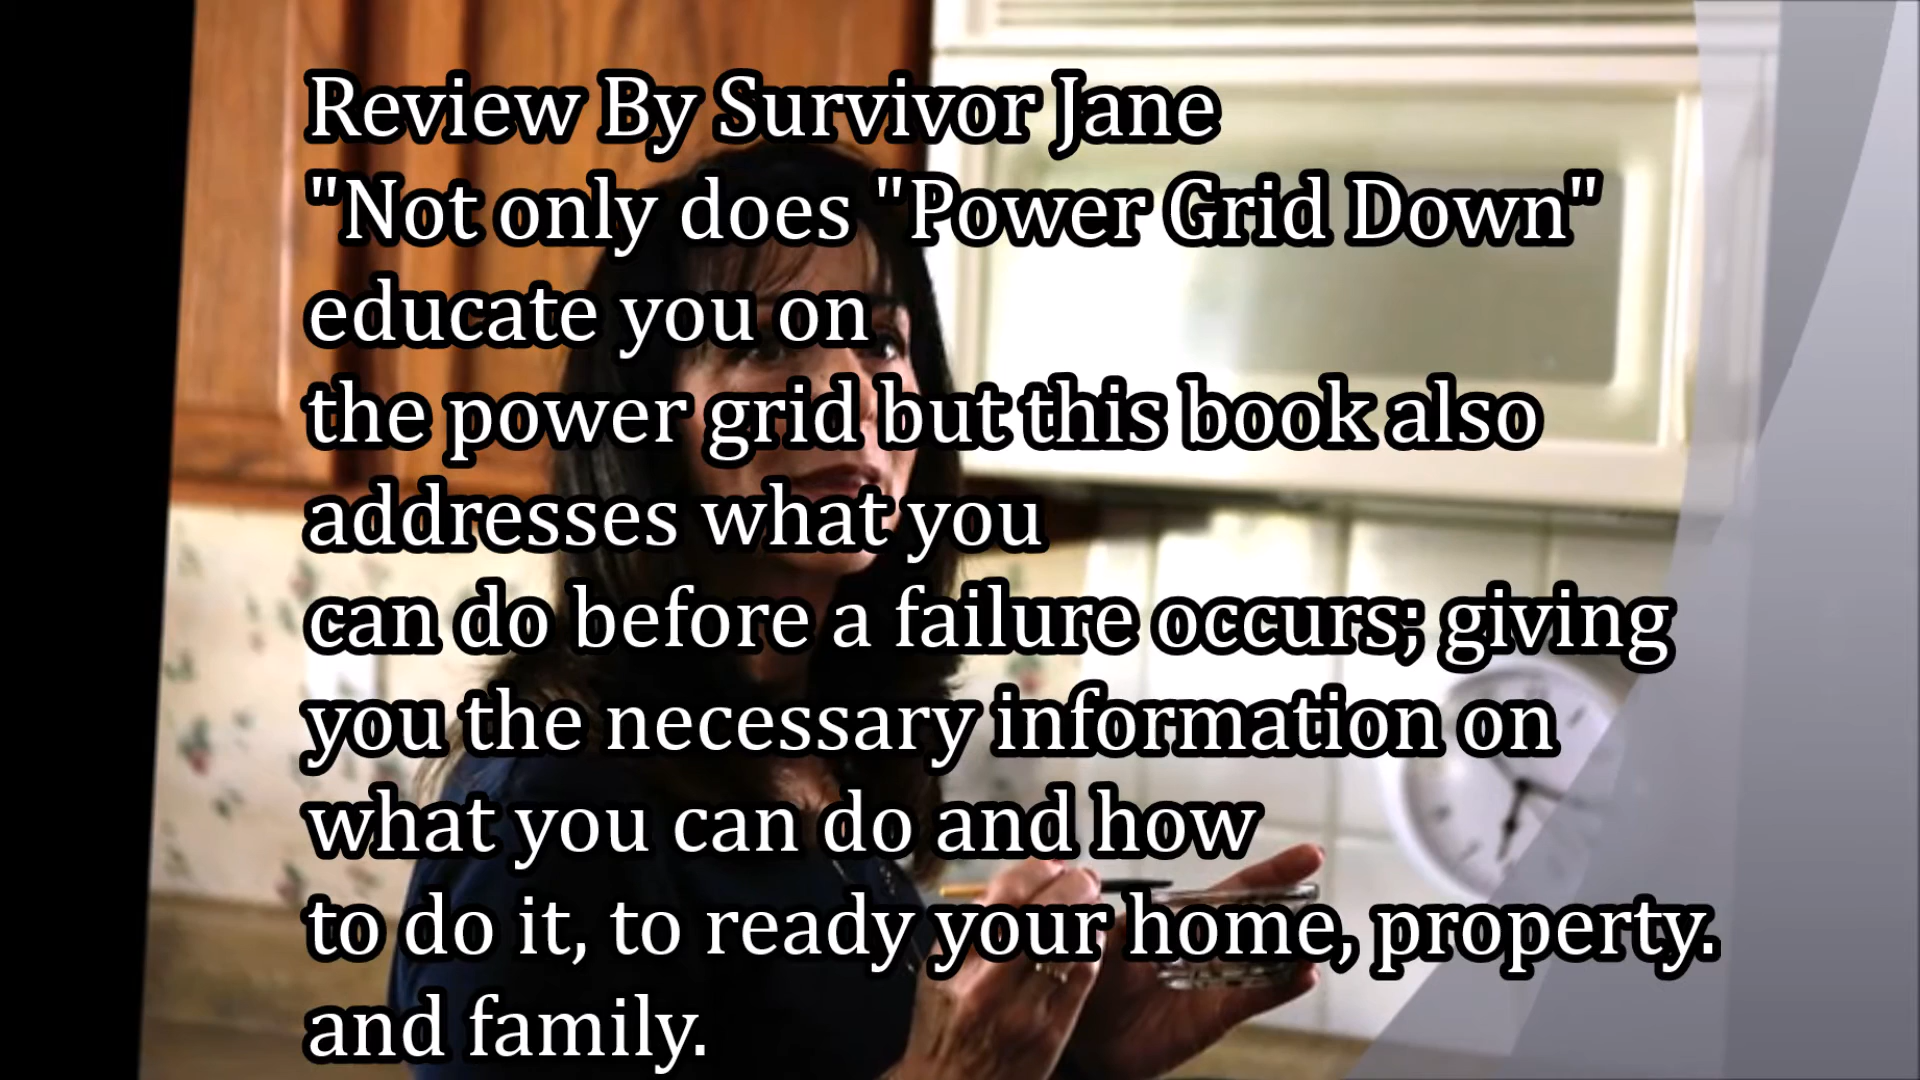 Review By Survivor Jane
"Not only does "Power Grid Down"
educate you on
the power grid but this book also
addresses what you
can do before a failure occurs; giving
you the necessary information on
what you can do and how
to do it, to ready your home, property.
and family.